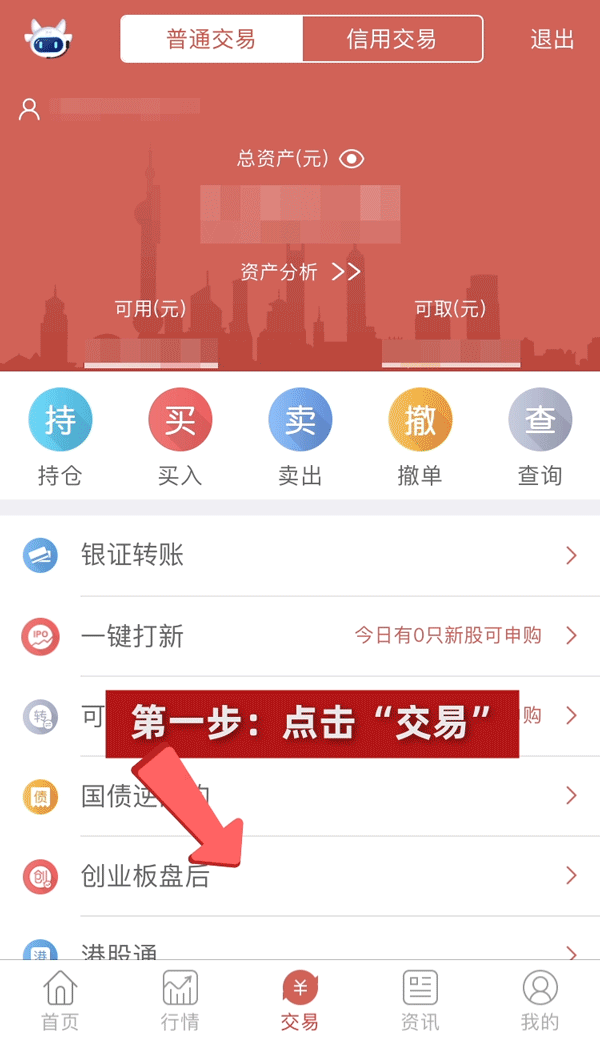 普通交易 信用交易 退出
总资产(元)
资产分析 >>
可用(元) 可取(元)
持 买 卖 撤 查
持仓 买入 卖出 撤单 查询
银证转账
IPO 一键打新 今日有0只新股可申购
转 可 购
第一步：点击“交易”
债 国债逆
创 创业板盘后
港 港股通
¥
首页 行情 交易 资讯 我的